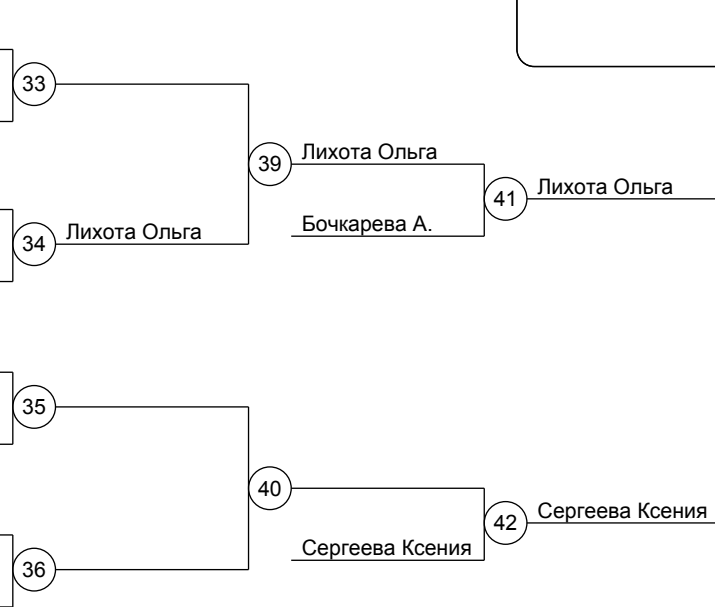 33
39 Лихота Ольга
41 Лихота Ольга
34 Лихота Ольга
Бочкарева А.
35
40
42 Сергеева Ксения
Сергеева Ксения
36